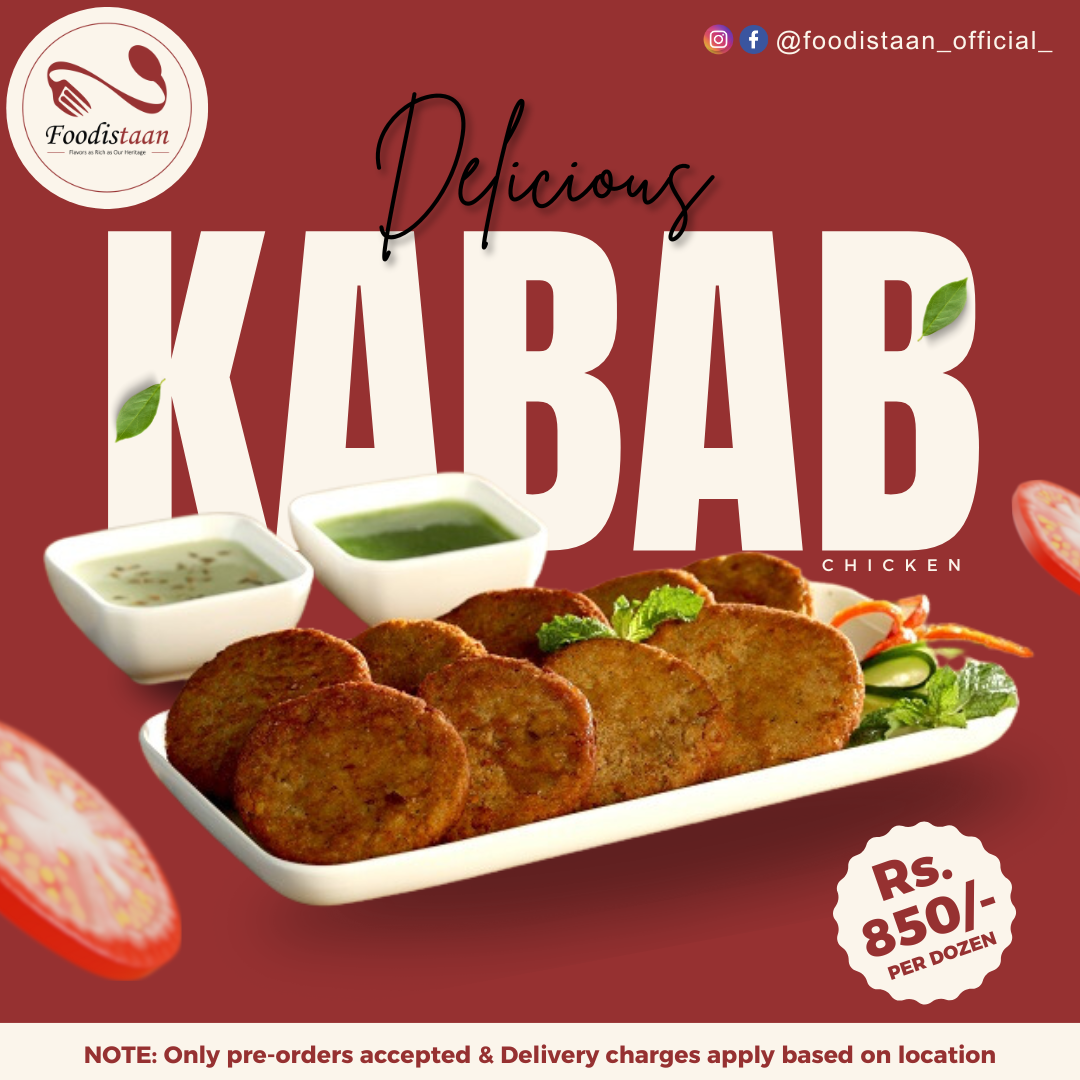 @foodistaan_official_
Foodistaan
Flavors as Rich as Our Heritage
Delicious
KABAB
CHICKEN
Rs.
850/-
PER DOZEN
NOTE: Only pre-orders accepted & Delivery charges apply based on location